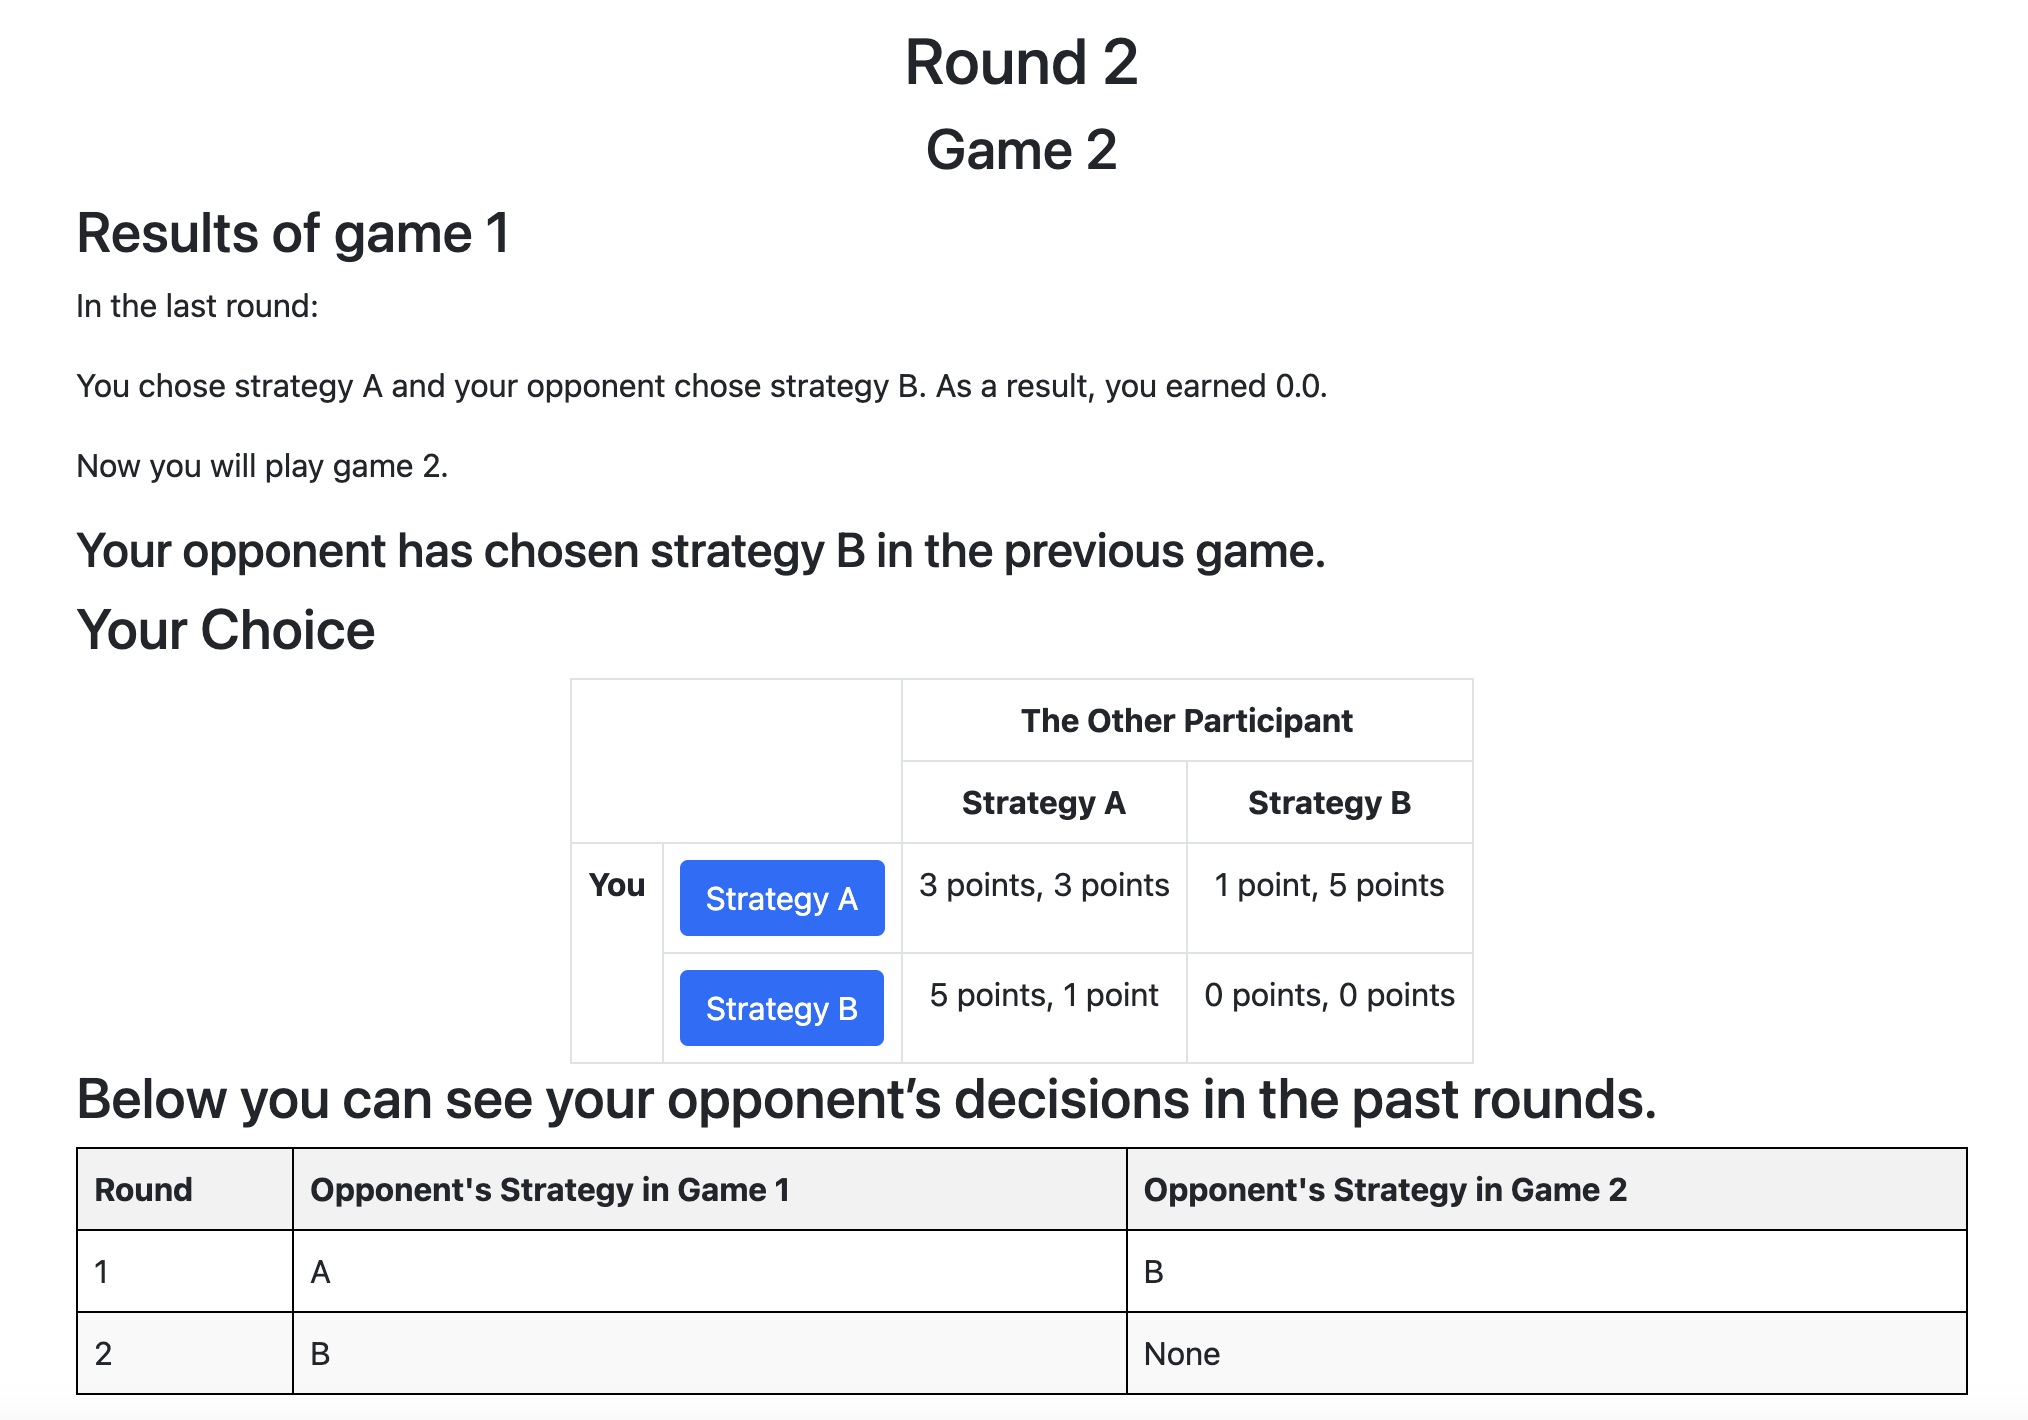 Round 2
Game 2
Results of game 1
In the last round:
You chose strategy A and your opponent chose strategy B. As a result, you earned 0.0.
Now you will play game 2.
Your opponent has chosen strategy B in the previous game.
Your Choice
The Other Participant
Strategy A Strategy B
You Strategy A 3 points, 3 points 1 point, 5 points
Strategy B 5 points, 1 point 0 points, 0 points
Below you can see your opponent’s decisions in the past rounds.
Round Opponent's Strategy in Game 1 Opponent's Strategy in Game 2
1 A B
2 B None